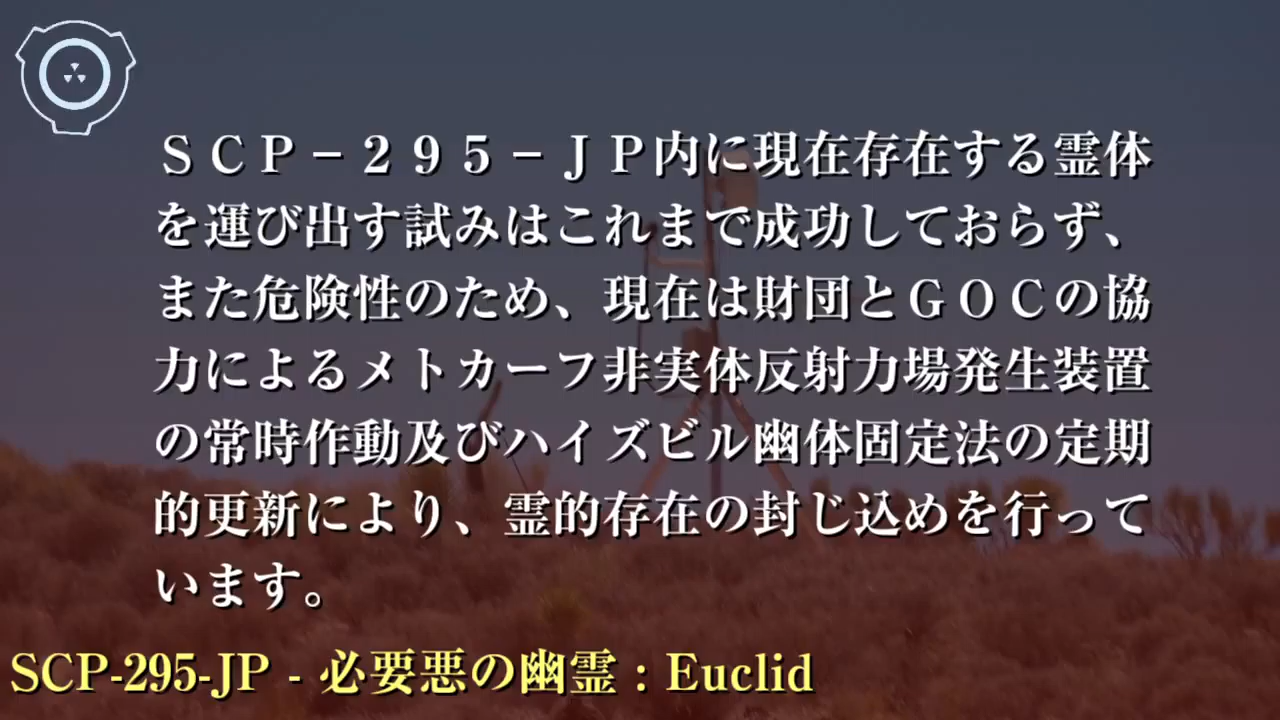 ＳＣＰ－２９５－ＪＰ内に現在存在する霊体
を運び出す試みはこれまで成功しておらず、
また危険性のため、現在は財団とＧＯＣの協
力によるメトカーフ非実体反射力場発生装置
の常時作動及びハイズビル幽体固定法の定期
的更新により、霊的存在の封じ込めを行って
います。
SCP-295-JP - 必要悪の幽霊 : Euclid